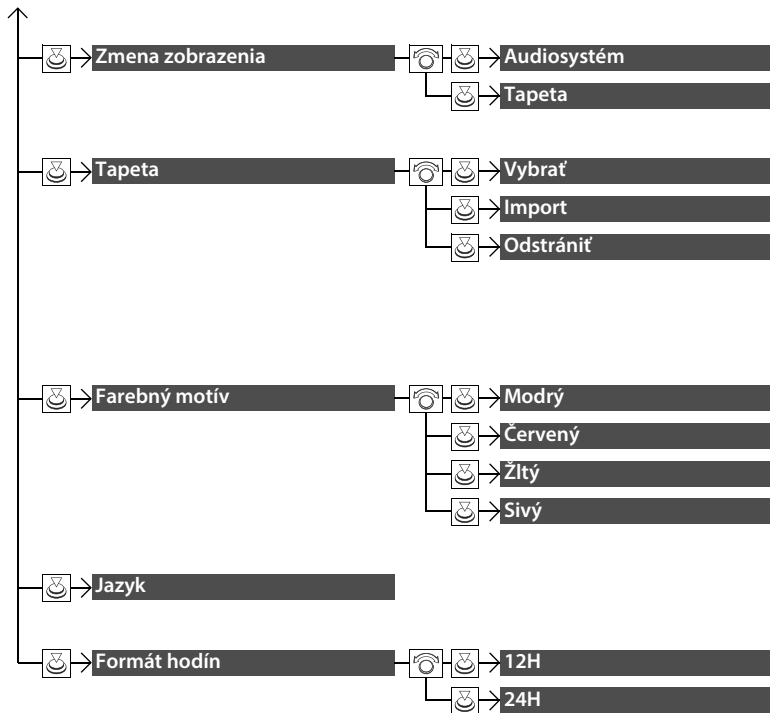 Zmena zobrazenia
Audiosystém
Tapeta
Tapeta
Vybrať
Import
Odstrániť
Farebný motív
Modrý
Červený
Žltý
Sivý
Jazyk
Formát hodín
12H
24H